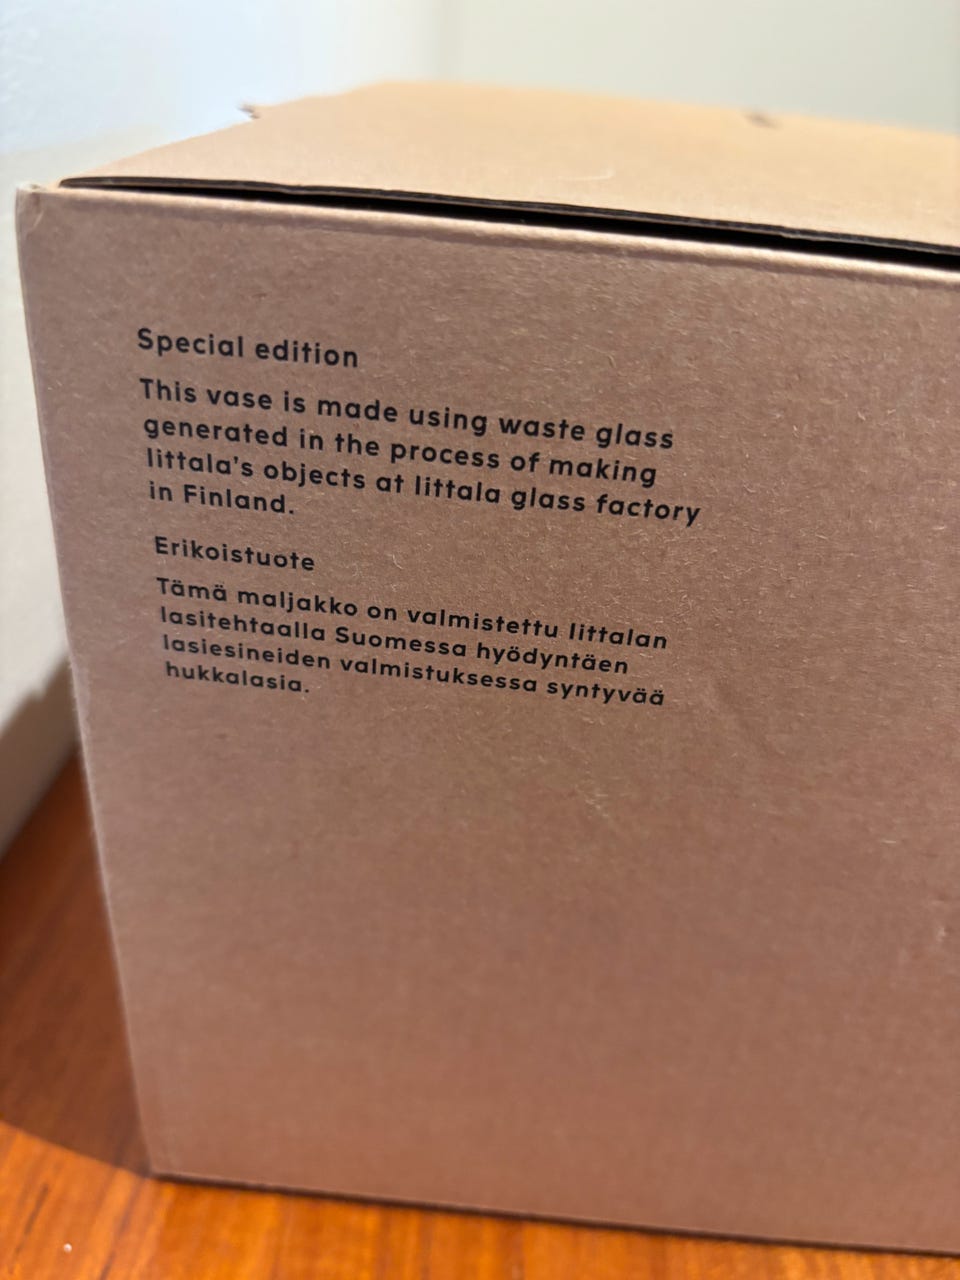 Special edition
This vase is made using waste glass
generated in the process of making
Iittala's objects at Iittala glass factory
in Finland.
Erikoistuote
Tämä maljakko on valmistettu Iittalan
lasitehtaalla Suomessa hyödyntäen
lasiesineiden valmistuksessa syntyvää
hukkalasia.